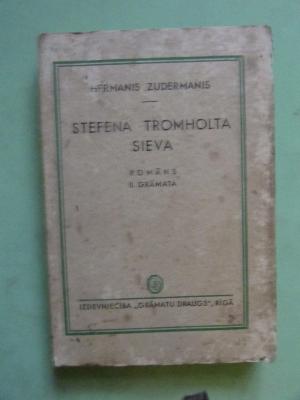 HERMANIS ZUDERMANIS
STEFENA TROMHOLTA
SIEVA
ROMĀNS
II. GRĀMATA
IZDEVNIECĪBA „GRĀMATU DRAUGS", RĪGĀ